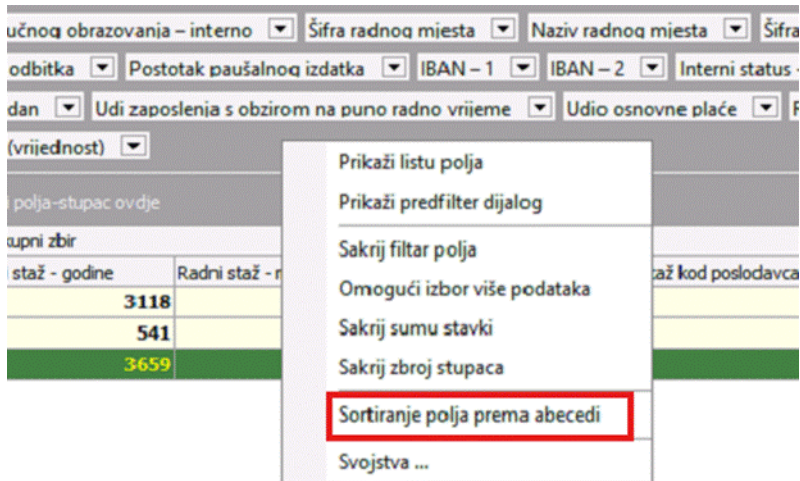 učnog obrazovanja – interno Šifra radnog mjesta Naziv radnog mjesta Šifra
odbitka Postotak paušalnog izdatka IBAN – 1 IBAN – 2 Interni status -
dan Udi zaposlenja s obzirom na puno radno vrijeme Udio osnovne plaće
(vrijednost)
i polja-stupac ovdje
kupni zbir
i staž - godine Radni staž - až kod poslodavca
3118
541
3659
Prikaži listu polja
Prikaži predfilter dijalog
Sakrij filtar polja
Omogući izbor više podataka
Sakrij sumu stavki
Sakrij zbroj stupaca
Sortiranje polja prema abecedi
Svojstva ...